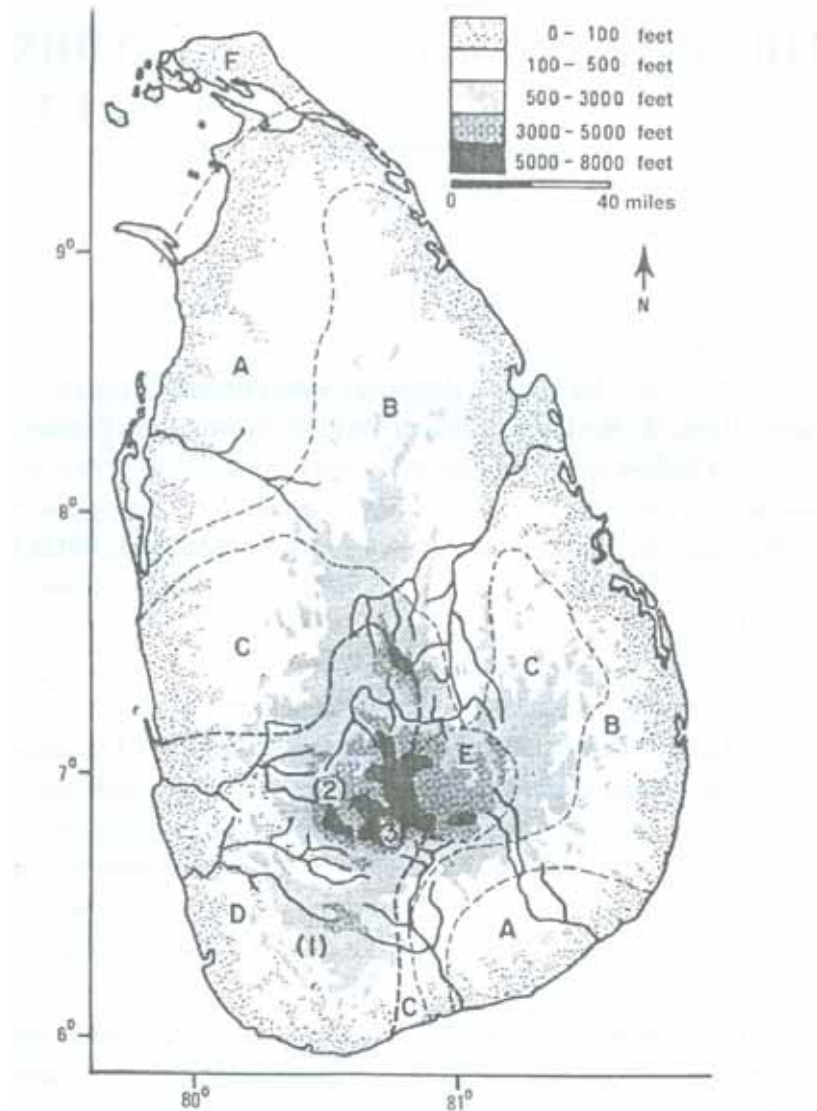 0 - 100 feet
100 - 500 feet
500 - 3000 feet
3000 - 5000 feet
5000 - 8000 feet
0 40 miles
N
F
9°
A
B
8°
C
C
B
7°
E
(2)
(3)
D
(1)
A
C
6°
80° 81°